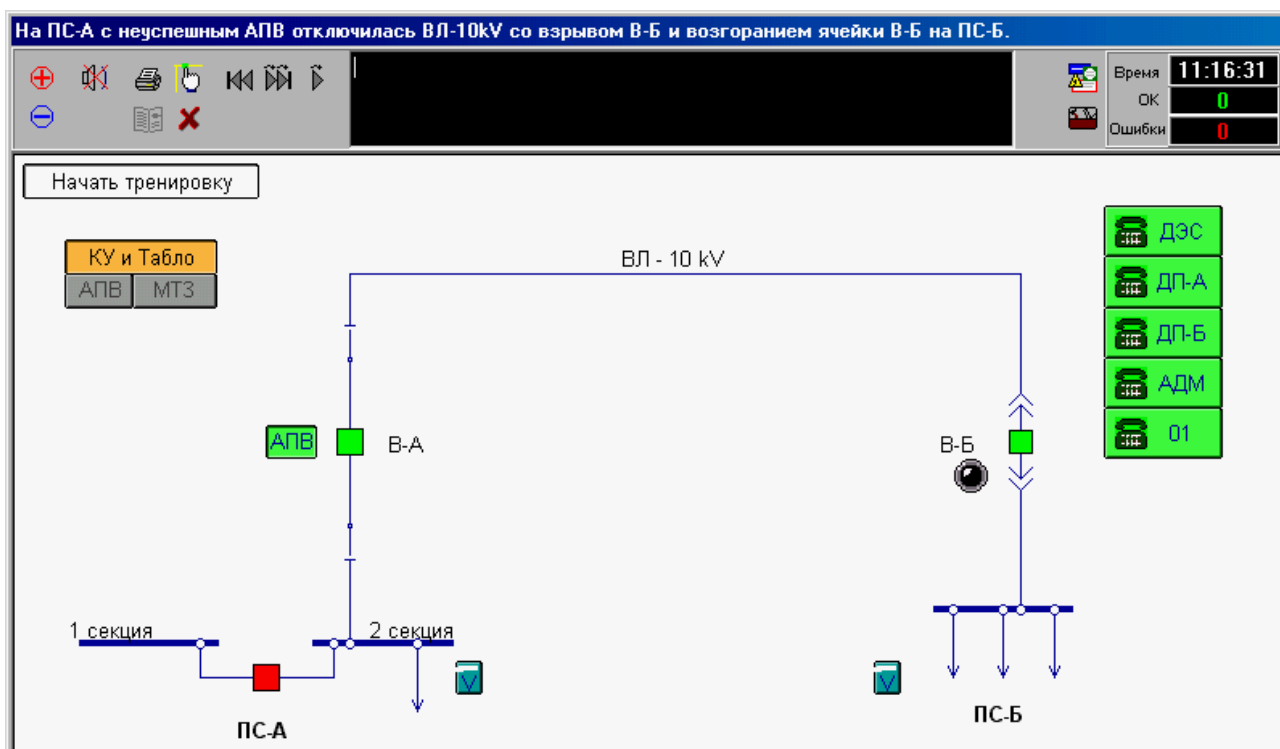 На ПС-А с неуспешным АПВ отключилась ВЛ-10kV со взрывом В-Б и возгоранием ячейки В-Б на ПС-Б.
Время 11:16:31
ОК 0
Ошибки 0
Начать тренировку
КУ и Табло
АПВ МТЗ
ВЛ - 10 kV
ДЭС
ДП-А
ДП-Б
АДМ
01
АПВ
В-А
В-Б
1 секция
2 секция
V
V
ПС-А
ПС-Б